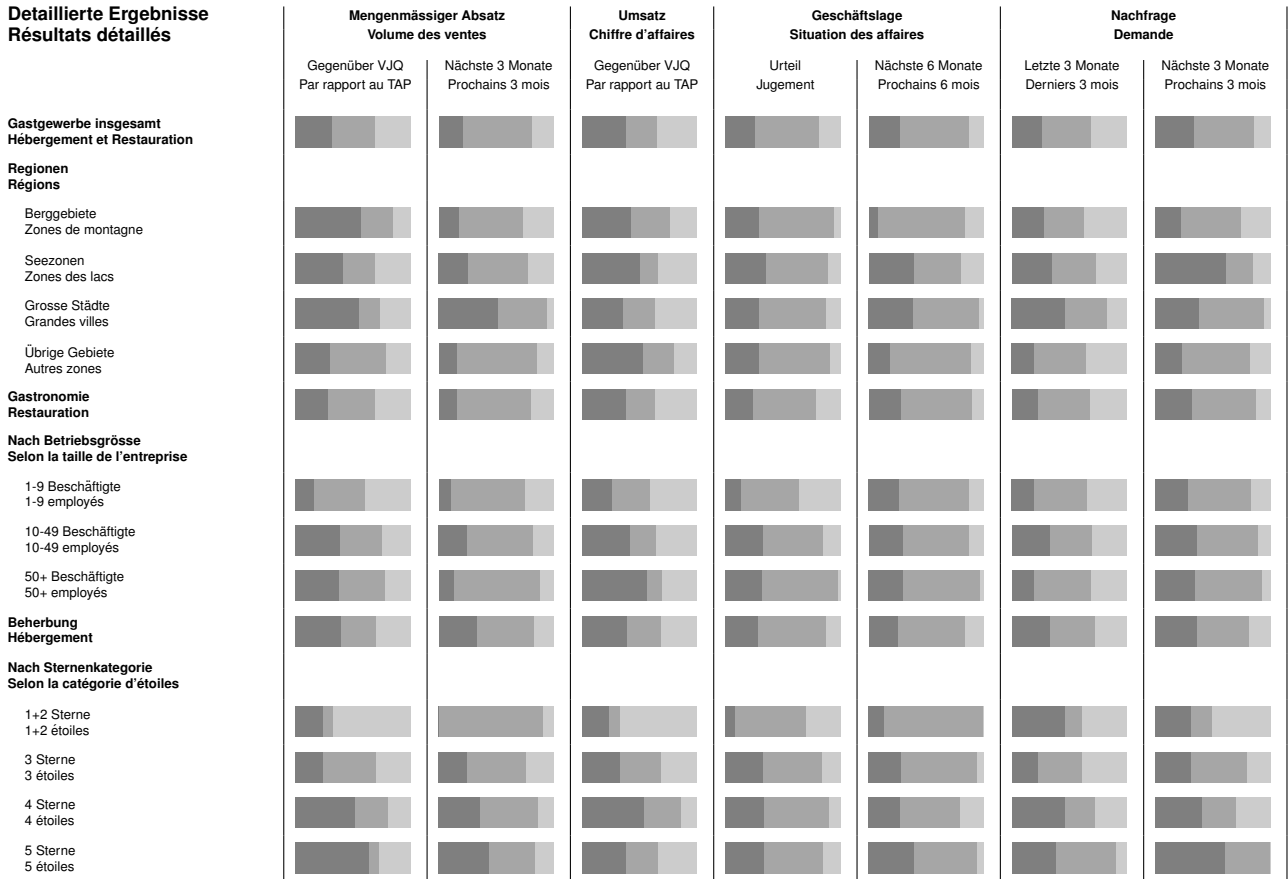 Detaillierte Ergebnisse
Résultats détaillés
Mengenmässiger Absatz
Volume des ventes
Umsatz
Chiffre d'affaires
Geschäftslage
Situation des affaires
Nachfrage
Demande
Gegenüber VJQ
Par rapport au TAP
Nächste 3 Monate
Prochains 3 mois
Gegenüber VJQ
Par rapport au TAP
Urteil
Jugement
Nächste 6 Monate
Prochains 6 mois
Letzte 3 Monate
Derniers 3 mois
Nächste 3 Monate
Prochains 3 mois
Gastgewerbe insgesamt
Hébergement et Restauration
Regionen
Régions
Berggebiete
Zones de montagne
Seezonen
Zones des lacs
Grosse Städte
Grandes villes
Übrige Gebiete
Autres zones
Gastronomie
Restauration
Nach Betriebsgrösse
Selon la taille de l'entreprise
1-9 Beschäftigte
1-9 employés
10-49 Beschäftigte
10-49 employés
50+ Beschäftigte
50+ employés
Beherbung
Hébergement
Nach Sternenkategorie
Selon la catégorie d'étoiles
1+2 Sterne
1+2 étoiles
3 Sterne
3 étoiles
4 Sterne
4 étoiles
5 Sterne
5 étoiles